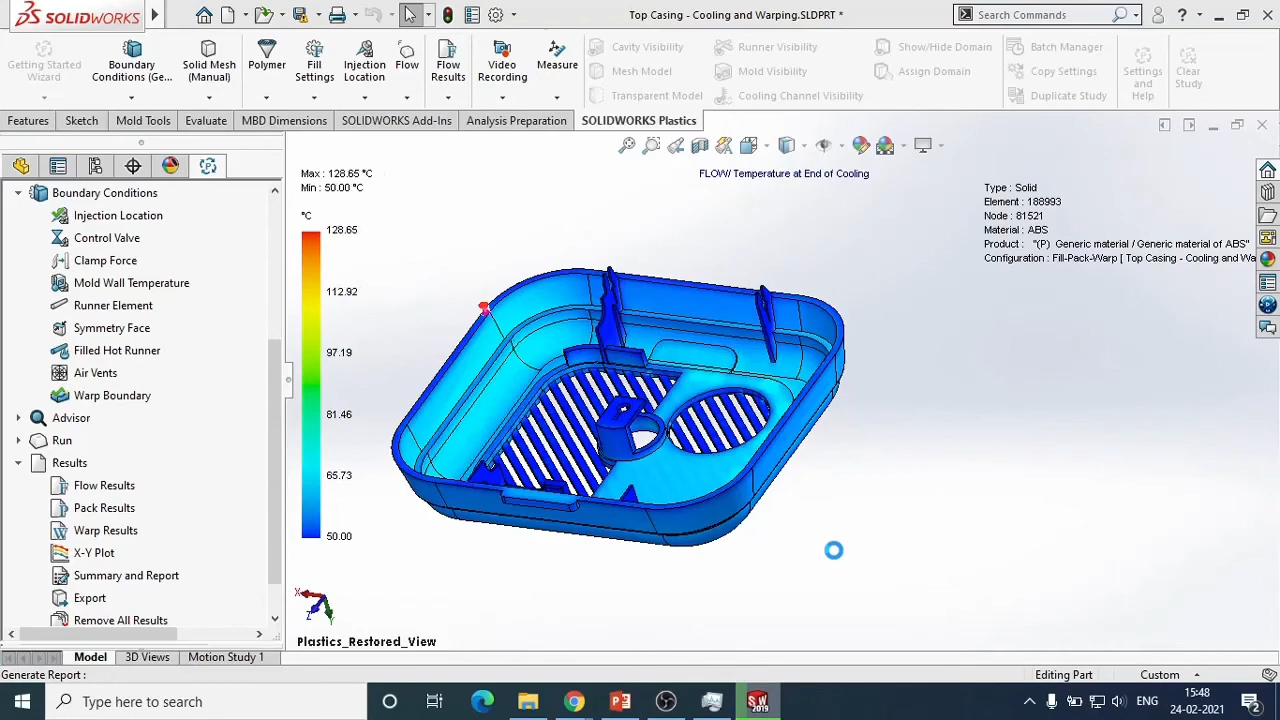 SOLIDWORKS
Top Casing - Cooling and Warping.SLDPRT *
Search Commands
Getting Started Wizard
Boundary Conditions (Ge...
Solid Mesh (Manual)
Polymer
Fill Settings
Injection Location
Flow
Flow Results
Video Recording
Measure
Cavity Visibility
Runner Visibility
Show/Hide Domain
Batch Manager
Mesh Model
Mold Visibility
Assign Domain
Copy Settings
Transparent Model
Cooling Channel Visibility
Duplicate Study
Settings and Help
Clear Study
Features
Sketch
Mold Tools
Evaluate
MBD Dimensions
SOLIDWORKS Add-Ins
Analysis Preparation
SOLIDWORKS Plastics
Boundary Conditions
Injection Location
Control Valve
Clamp Force
Mold Wall Temperature
Runner Element
Symmetry Face
Filled Hot Runner
Air Vents
Warp Boundary
Advisor
Run
Results
Flow Results
Pack Results
Warp Results
X-Y Plot
Summary and Report
Export
Remove All Results
Max : 128.65 °C
Min : 50.00 °C
°C
128.65
112.92
97.19
81.46
65.73
50.00
FLOW/ Temperature at End of Cooling
Type : Solid
Element : 188993
Node : 81521
Material : ABS
Product : "(P) Generic material / Generic material of ABS"
Configuration : Fill-Pack-Warp [ Top Casing - Cooling and Wa
X
Z
Y
Plastics_Restored_View
Model
3D Views
Motion Study 1
Generate Report :
Editing Part
Custom
Type here to search
SW
2019
ENG
15:48
24-02-2021
2